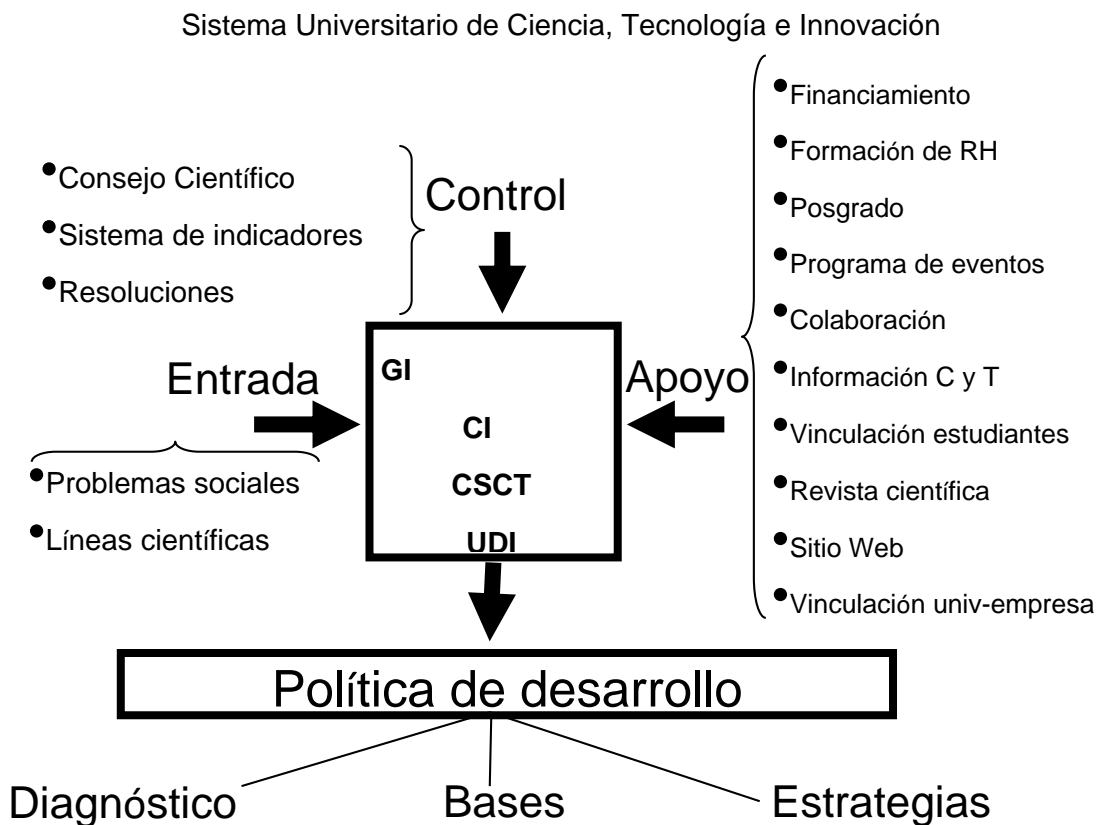 Sistema Universitario de Ciencia, Tecnología e Innovación
•Consejo Científico
•Sistema de indicadores
•Resoluciones
Control
•Financiamiento
•Formación de RH
•Posgrado
•Programa de eventos
•Colaboración
•Información C y T
•Vinculación estudiantes
•Revista científica
•Sitio Web
•Vinculación univ-empresa
Apoyo
Entrada
•Problemas sociales
•Líneas científicas
GI
CI
CSCT
UDI
Política de desarrollo
Diagnóstico
Bases
Estrategias